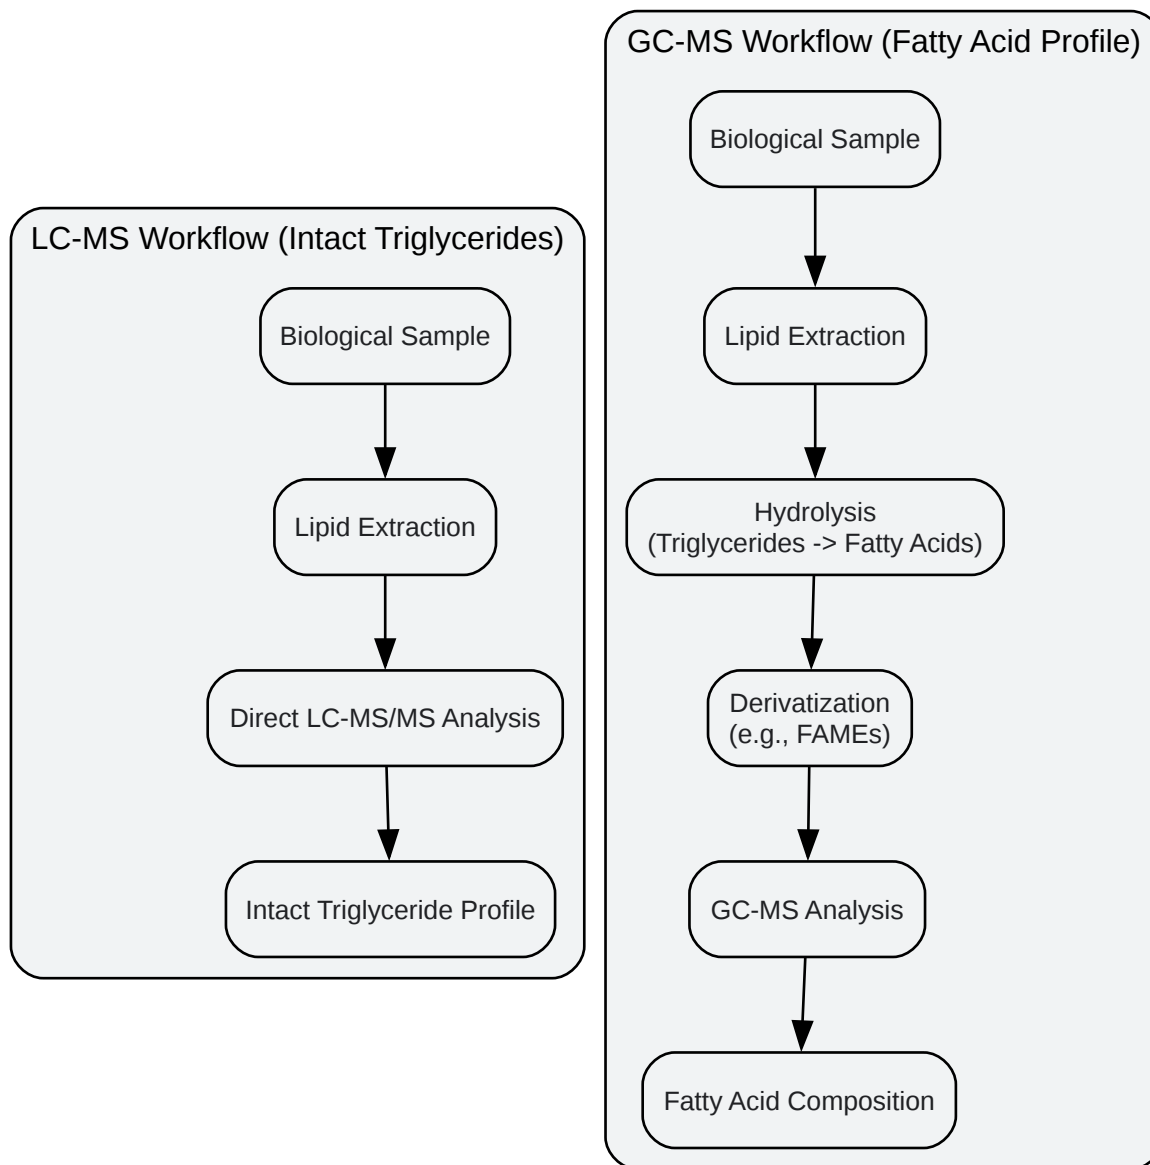 LC-MS Workflow (Intact Triglycerides)
Biological Sample
Lipid Extraction
Direct LC-MS/MS Analysis
Intact Triglyceride Profile
GC-MS Workflow (Fatty Acid Profile)
Biological Sample
Lipid Extraction
Hydrolysis
(Triglycerides -> Fatty Acids)
Derivatization
(e.g., FAMEs)
GC-MS Analysis
Fatty Acid Composition